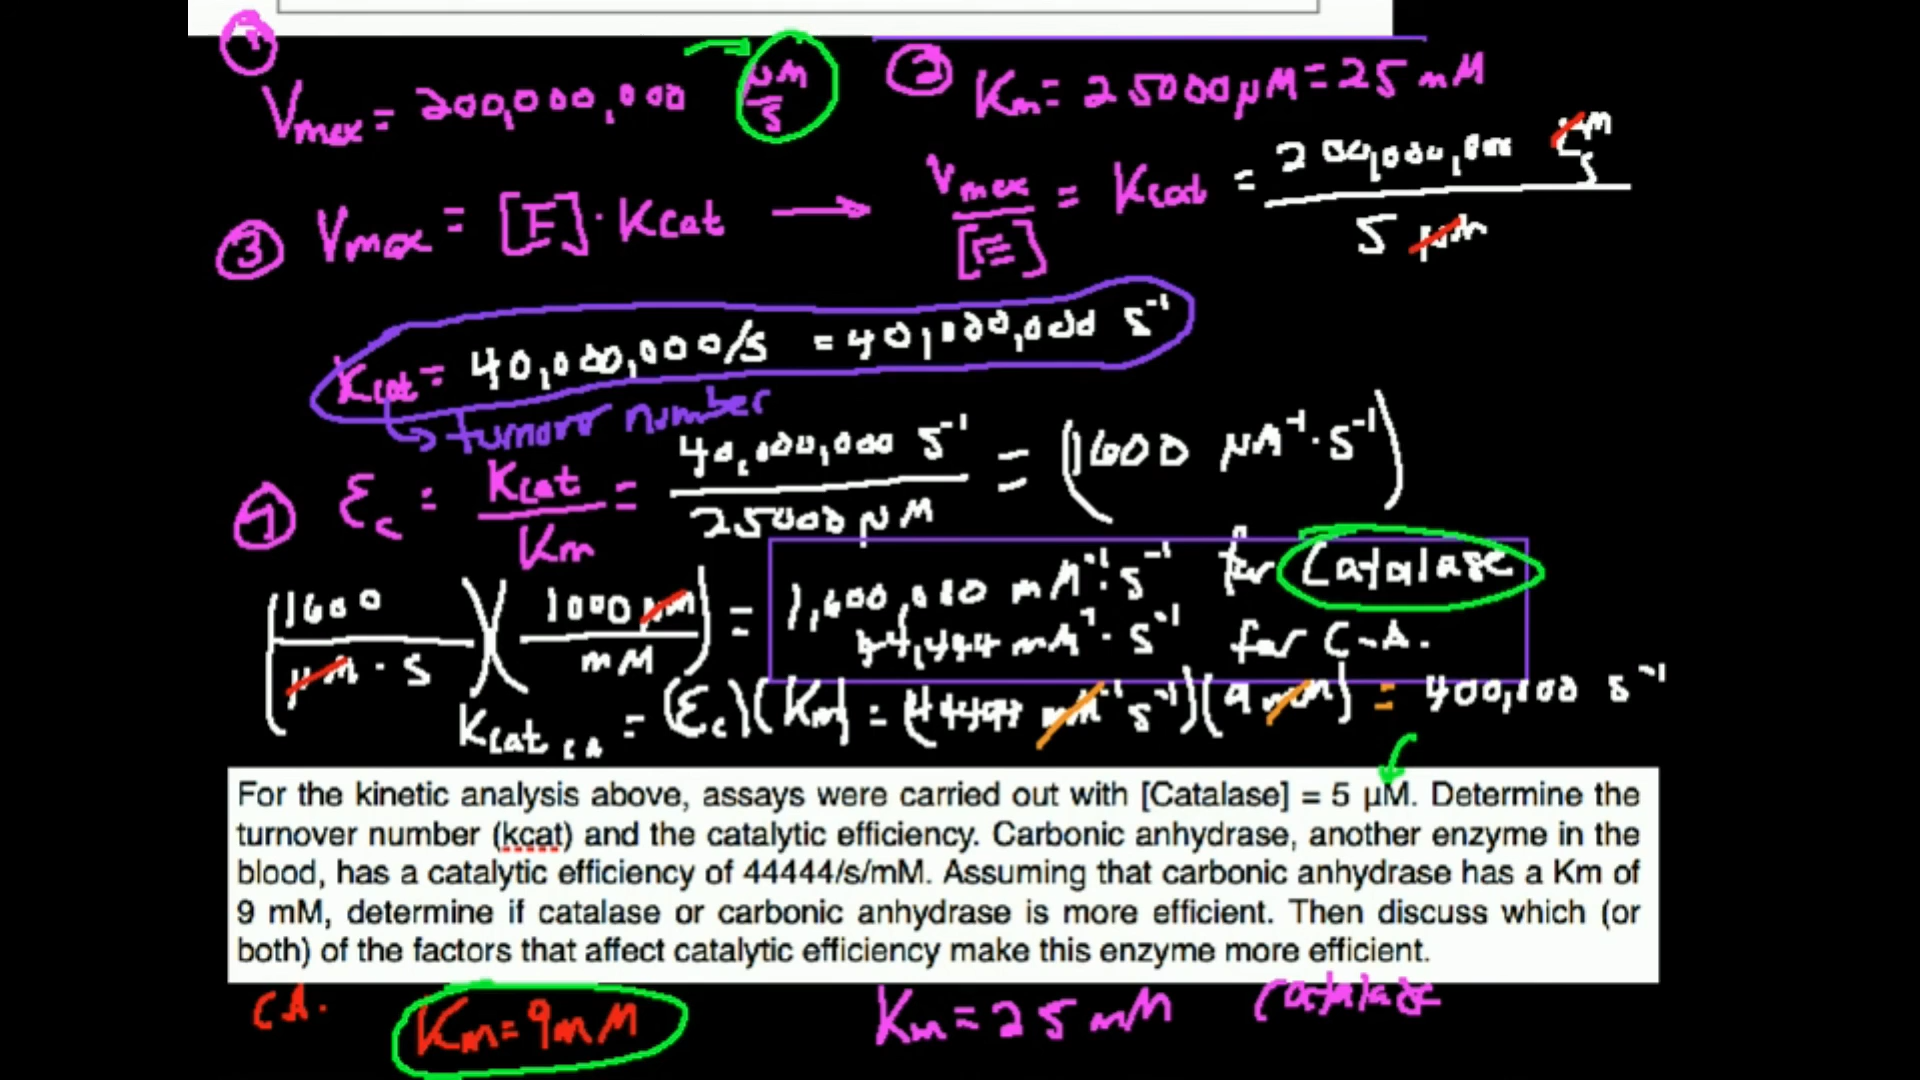 ① Vmax = 200,000,000 → μM/s
② Km = 25000 μM = 25 mM
③ Vmax = [E] · Kcat → Vmax/[E] = Kcat = 200,000,000 μM/s / 5 μM
Kcat = 40,000,000/s = 40,000,000 s⁻¹
↳ turnover number
Ec = Kcat/Km = 40,000,000 s⁻¹ / 25000 μM = (1600 μM⁻¹·s⁻¹)
(1600 / μM · s)(1000 μM / mM) = 1,600,000 mM⁻¹·s⁻¹ for Catalase
44,444 mM⁻¹·s⁻¹ for C.A.
Kcat CA = (Ec)(Km) = (44444 mM⁻¹ s⁻¹)(9 mM) = 400,000 s⁻¹
For the kinetic analysis above, assays were carried out with [Catalase] = 5 μM. Determine the
turnover number (kcat) and the catalytic efficiency. Carbonic anhydrase, another enzyme in the
blood, has a catalytic efficiency of 44444/s/mM. Assuming that carbonic anhydrase has a Km of
9 mM, determine if catalase or carbonic anhydrase is more efficient. Then discuss which (or
both) of the factors that affect catalytic efficiency make this enzyme more efficient.
C.A. Km = 9mM Km = 25 mM Catalase